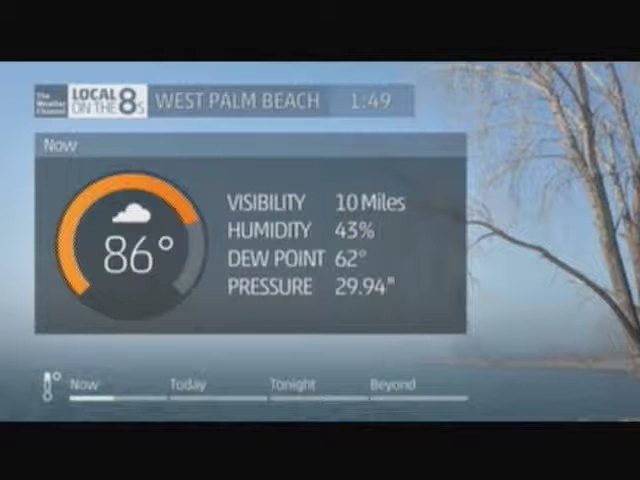 The Weather Channel
LOCAL ON THE 8s
WEST PALM BEACH 1:49
Now
86°
VISIBILITY 10 Miles
HUMIDITY 43%
DEW POINT 62°
PRESSURE 29.94"
Now Today Tonight Beyond